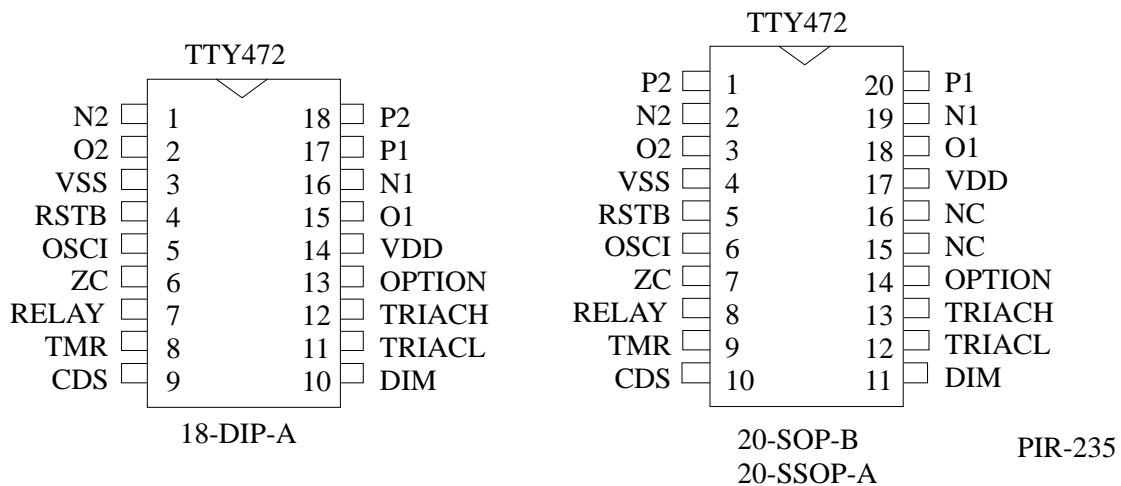 TTY472
N2 1 18 P2
O2 2 17 P1
VSS 3 16 N1
RSTB 4 15 O1
OSCI 5 14 VDD
ZC 6 13 OPTION
RELAY 7 12 TRIACH
TMR 8 11 TRIACL
CDS 9 10 DIM
18-DIP-A
TTY472
P2 1 20 P1
N2 2 19 N1
O2 3 18 O1
VSS 4 17 VDD
RSTB 5 16 NC
OSCI 6 15 NC
ZC 7 14 OPTION
RELAY 8 13 TRIACH
TMR 9 12 TRIACL
CDS 10 11 DIM
20-SOP-B
20-SSOP-A
PIR-235